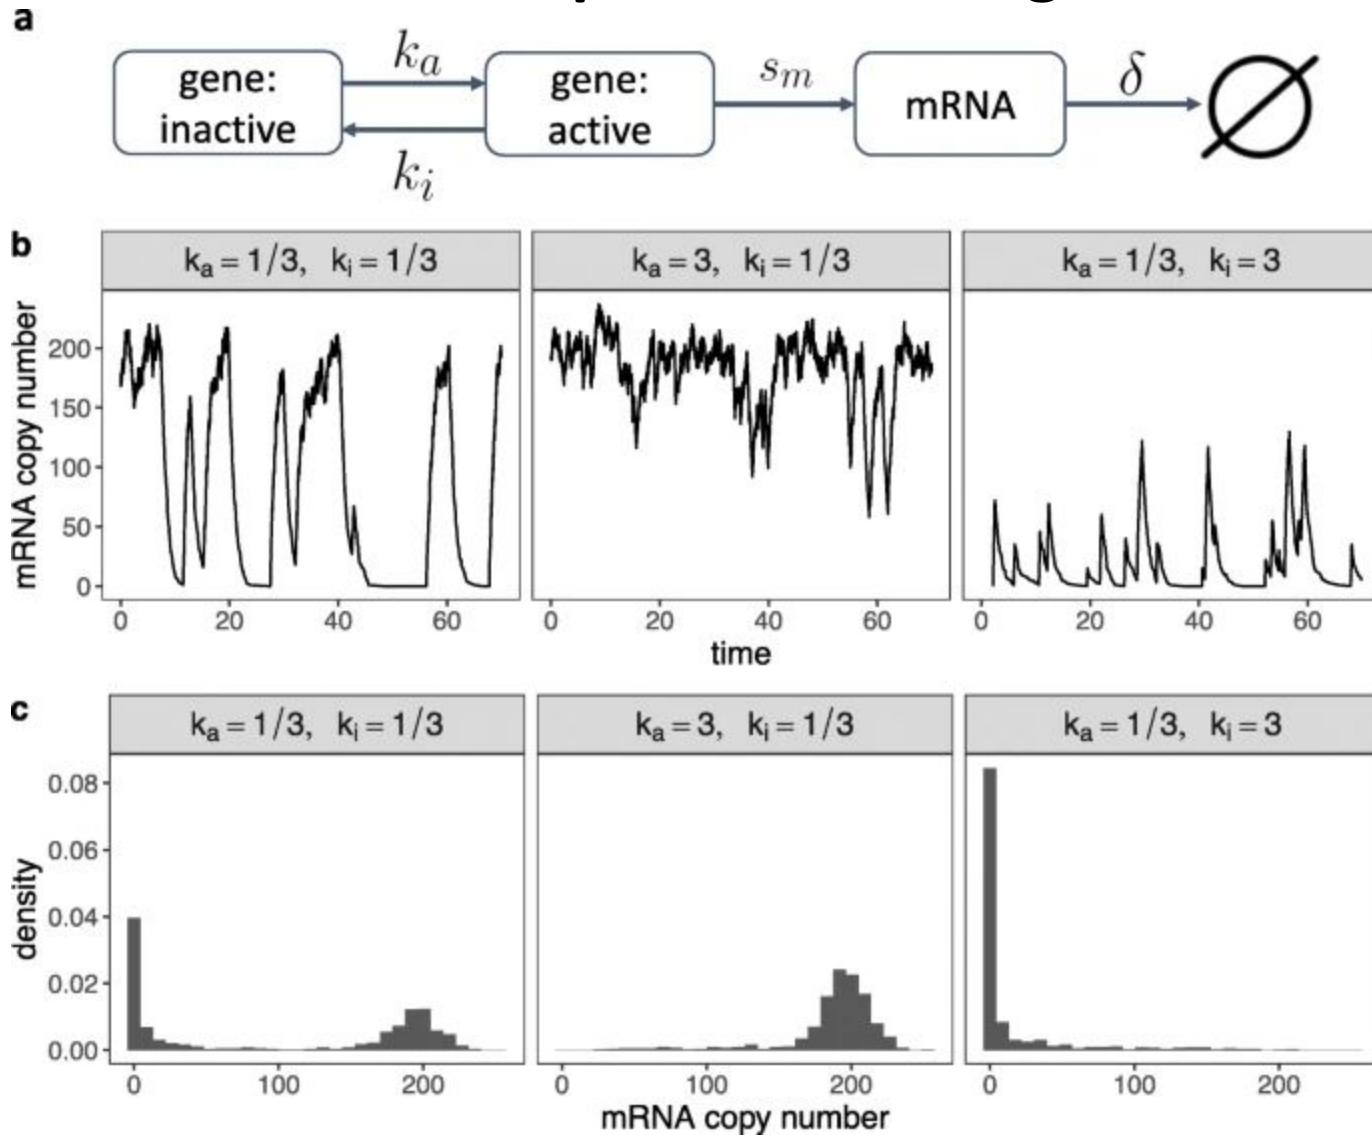 a
gene: inactive
k_a
k_i
gene: active
s_m
mRNA
δ
∅
b
k_a = 1/3, k_i = 1/3
k_a = 3, k_i = 1/3
k_a = 1/3, k_i = 3
mRNA copy number
200
150
100
50
0
0 20 40 60
0 20 40 60
0 20 40 60
time
c
k_a = 1/3, k_i = 1/3
k_a = 3, k_i = 1/3
k_a = 1/3, k_i = 3
density
0.08
0.06
0.04
0.02
0.00
0 100 200
0 100 200
0 100 200
mRNA copy number